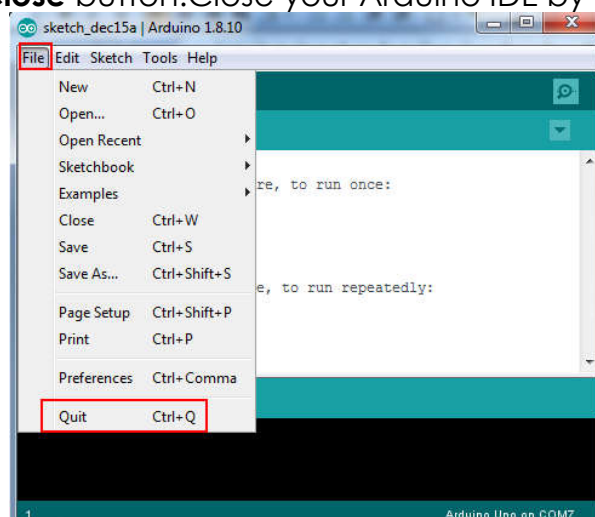 close button.Close your Arduino IDE by
sketch_dec15a | Arduino 1.8.10
File Edit Sketch Tools Help
New Ctrl+N
Open... Ctrl+O
Open Recent
Sketchbook
Examples
re, to run once:
Close Ctrl+W
Save Ctrl+S
Save As... Ctrl+Shift+S
e, to run repeatedly:
Page Setup Ctrl+Shift+P
Print Ctrl+P
Preferences Ctrl+Comma
Quit Ctrl+Q
1 Arduino Uno on COM7